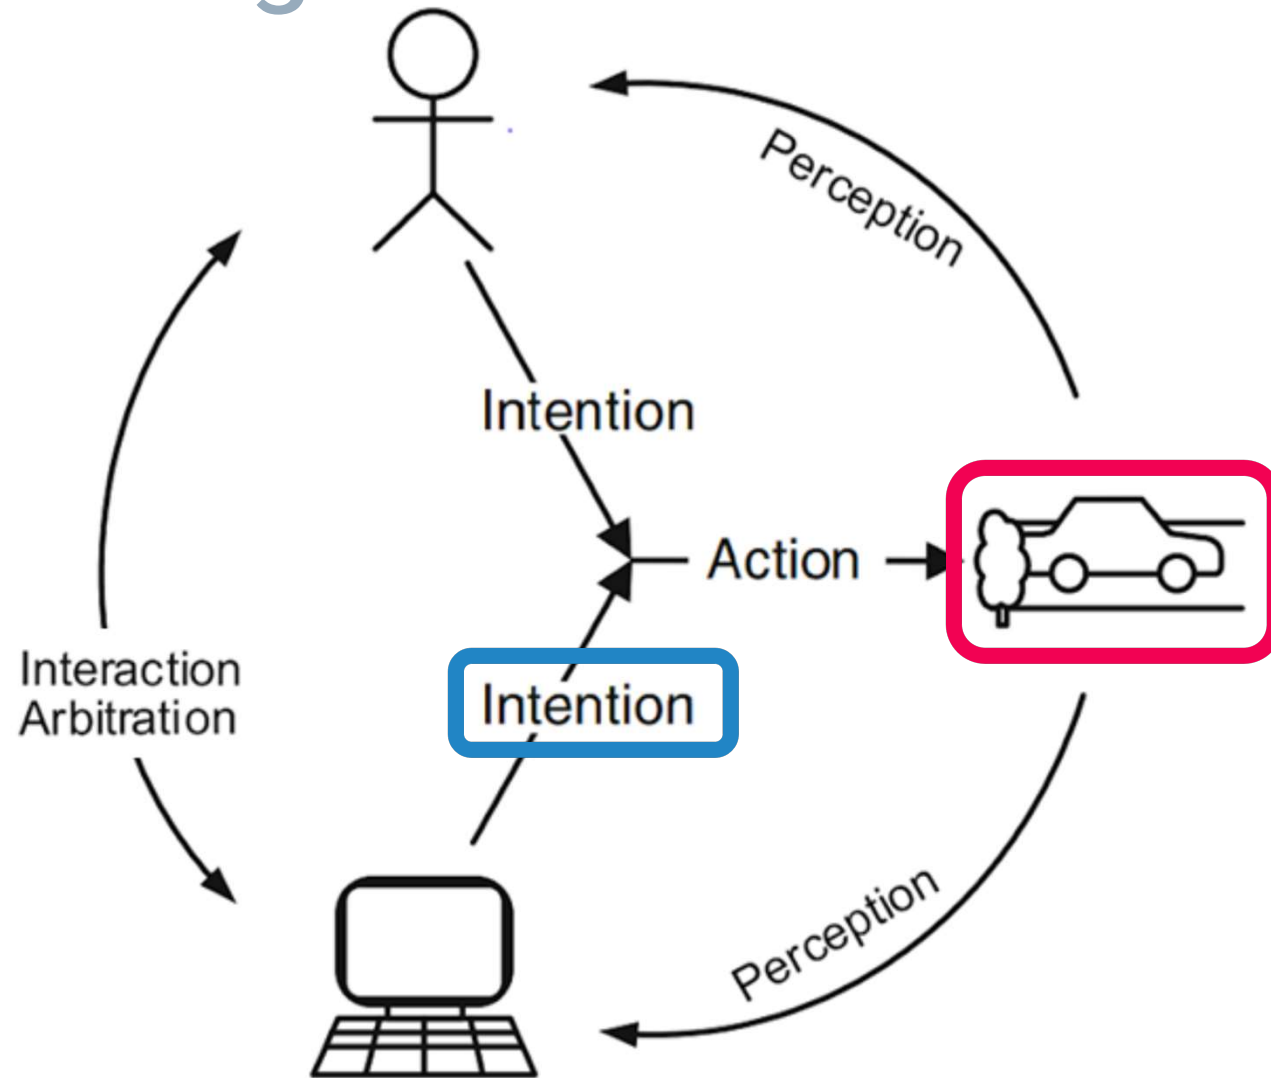 Perception
Intention
Action
Interaction
Arbitration
Intention
Perception